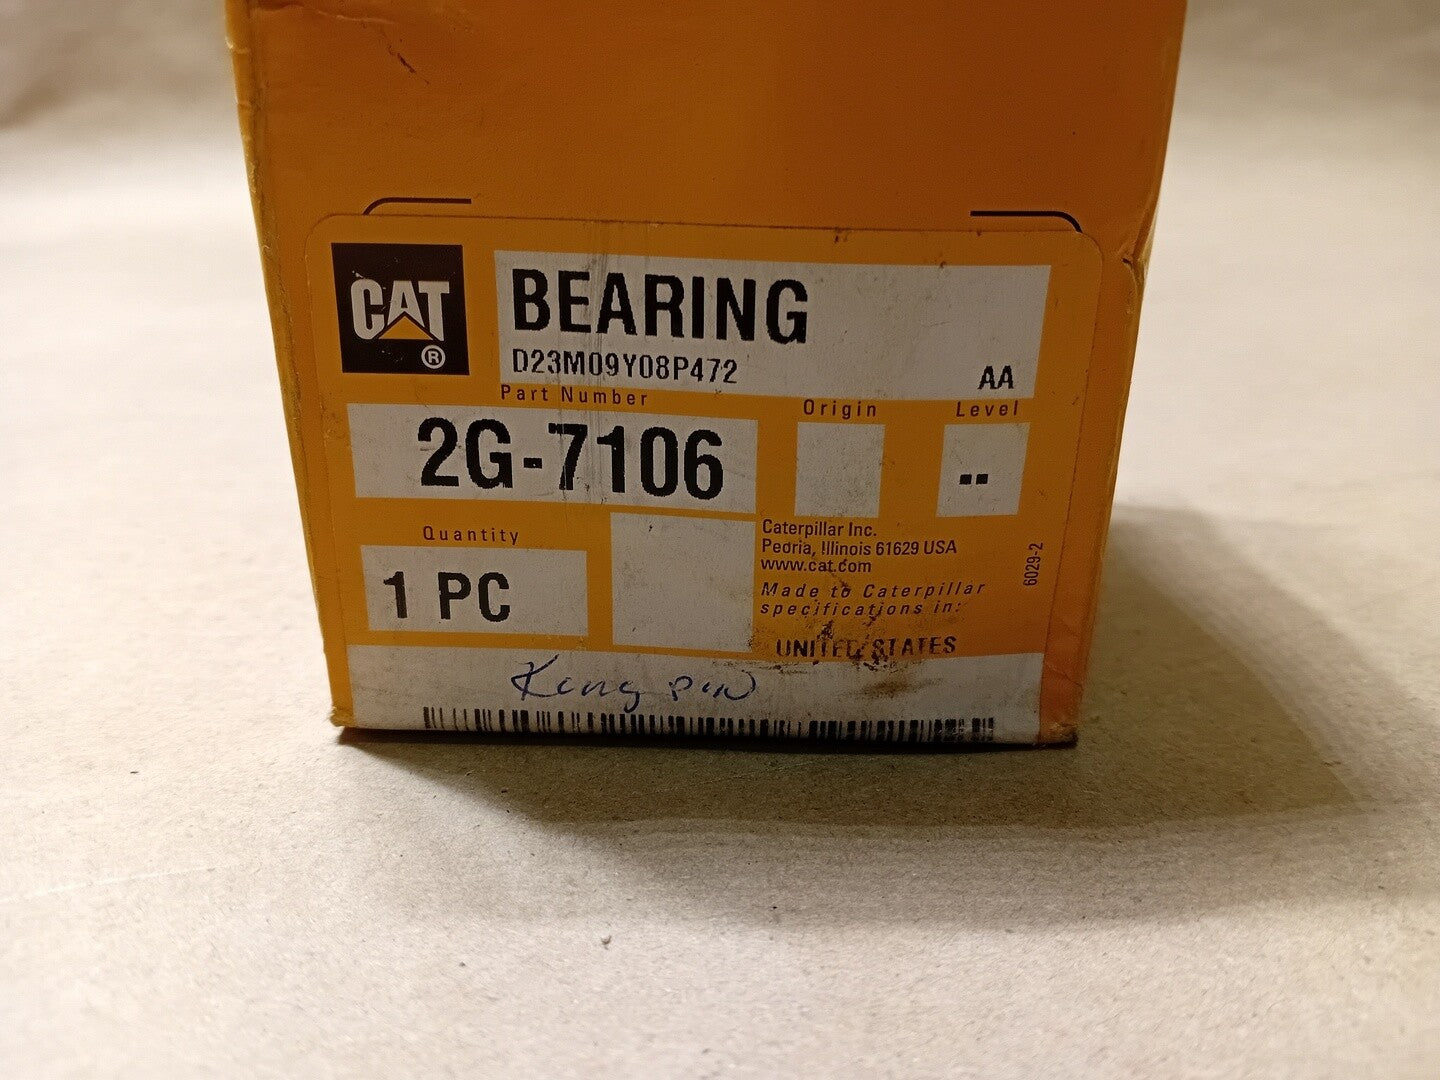 CAT
®
BEARING
D23M09Y08P472
AA
Part Number
Origin
Level
2G-7106
--
Quantity
1 PC
Caterpillar Inc.
Peoria, Illinois 61629 USA
www.cat.com
Made to Caterpillar
specifications in:
UNITED STATES
6029-2
King pin